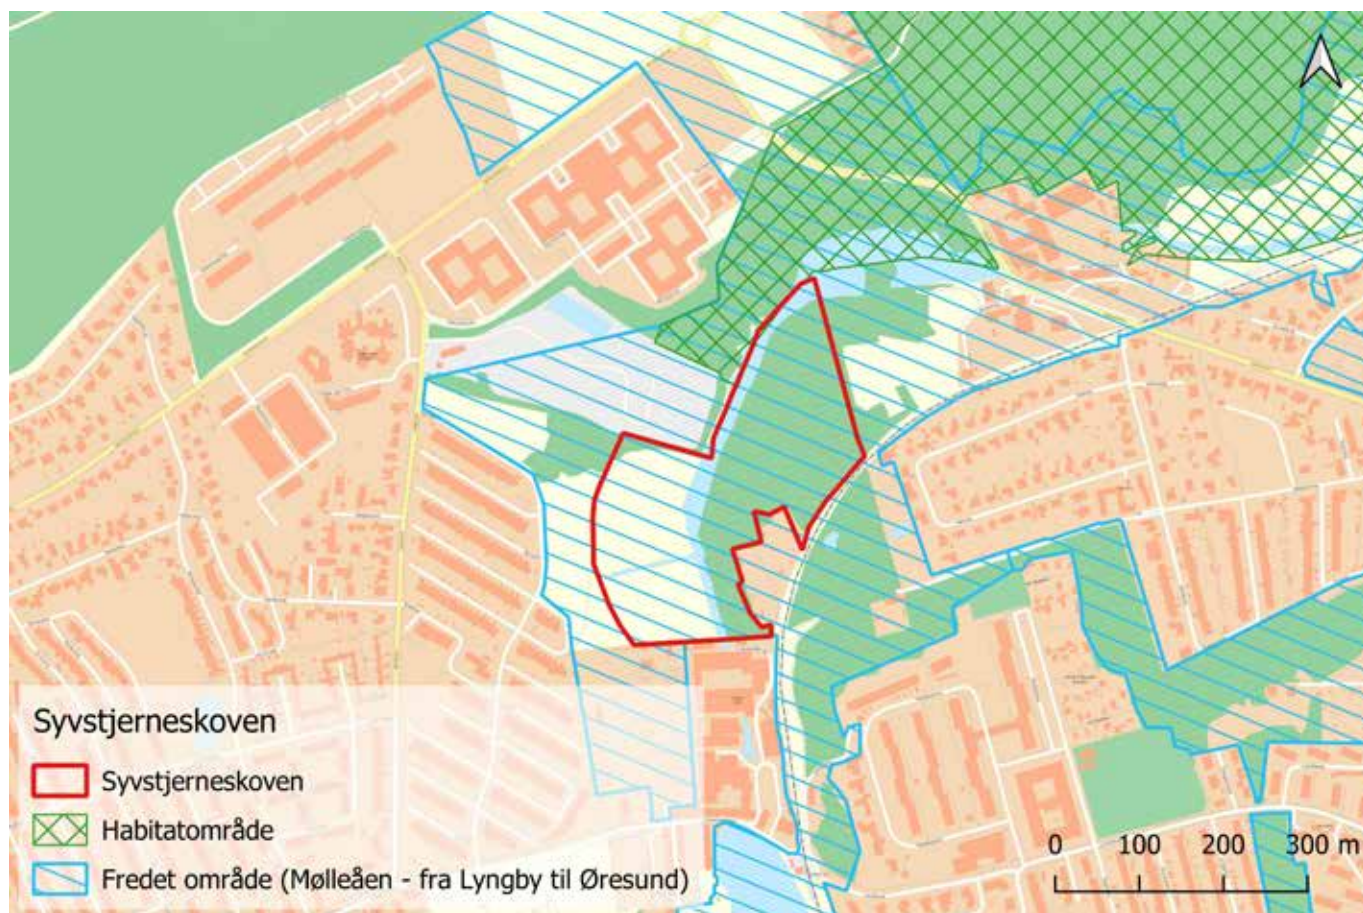 Syvstjerneskoven
Syvstjerneskoven
Habitatområde
Fredet område (Mølleåen - fra Lyngby til Øresund)
0 100 200 300 m